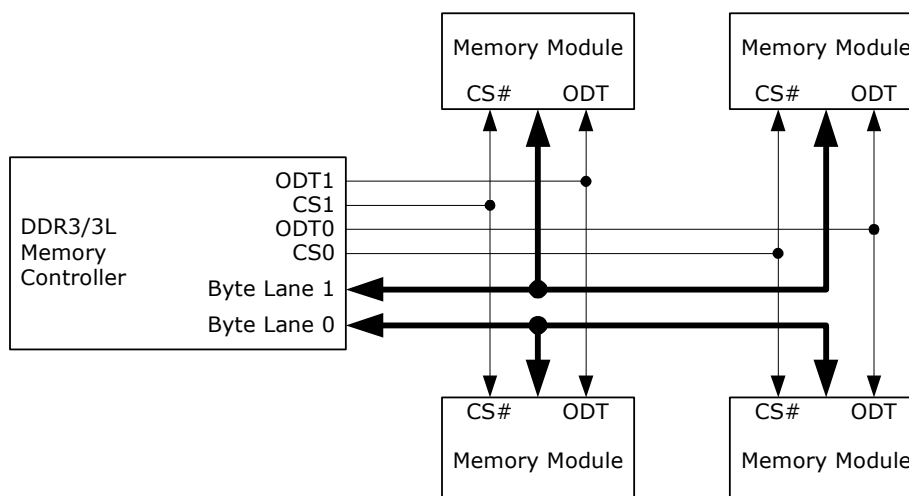 Memory Module
Memory Module
CS# ODT
CS# ODT
ODT1
CS1
ODT0
CS0
DDR3/3L
Memory
Controller
Byte Lane 1
Byte Lane 0
CS# ODT
CS# ODT
Memory Module
Memory Module